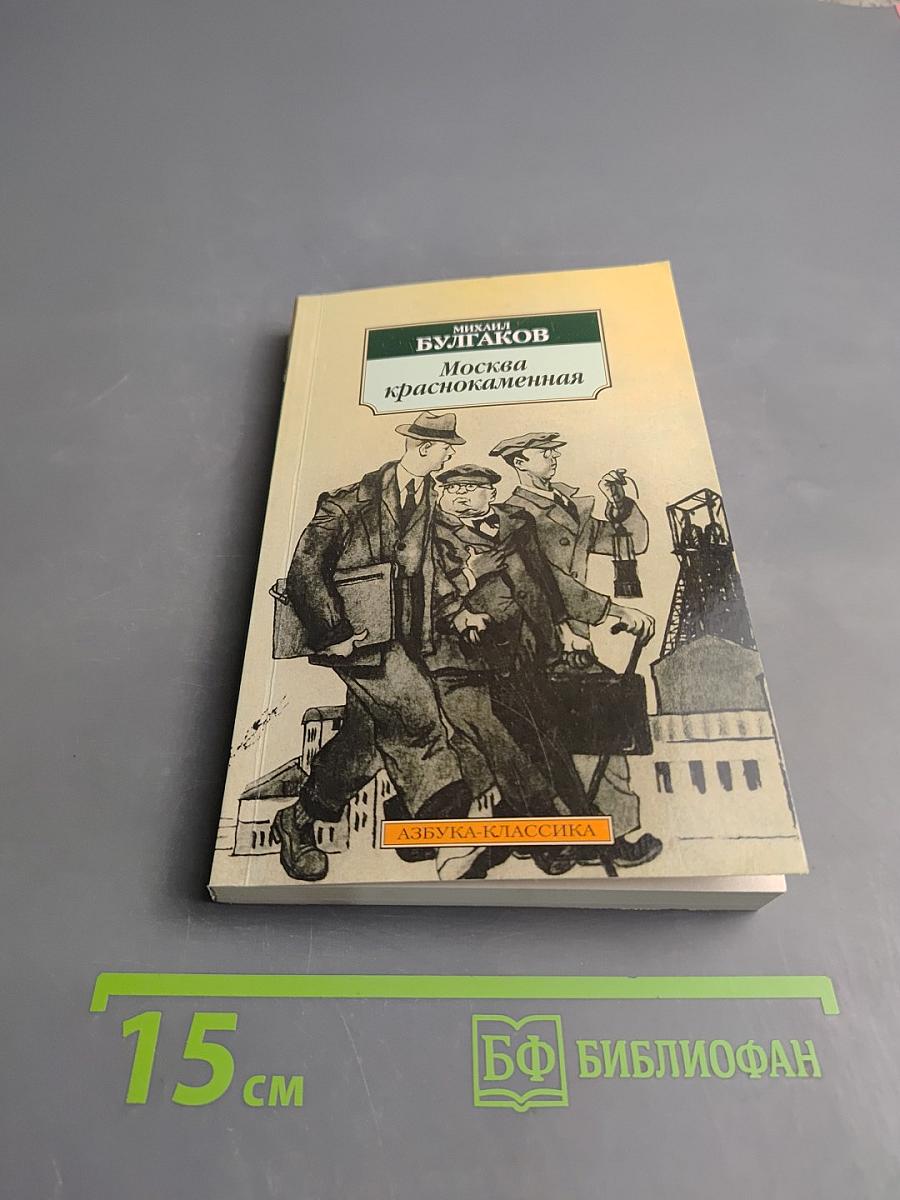 МИХАИЛ
БУЛГАКОВ
Москва
краснокаменная
АЗБУКА-КЛАССИКА
15 см
БФ БИБЛИОФАН